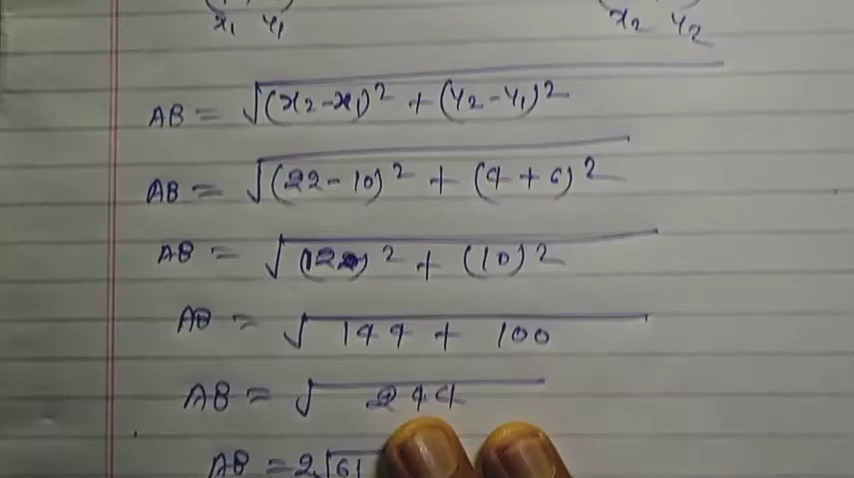 x₁ y₁ x₂ y₂
AB = √(x₂-x₁)² + (y₂-y₁)²
AB = √(22-10)² + (4+6)²
AB = √(12)² + (10)²
AB = √144 + 100
AB = √244
AB = 2√61